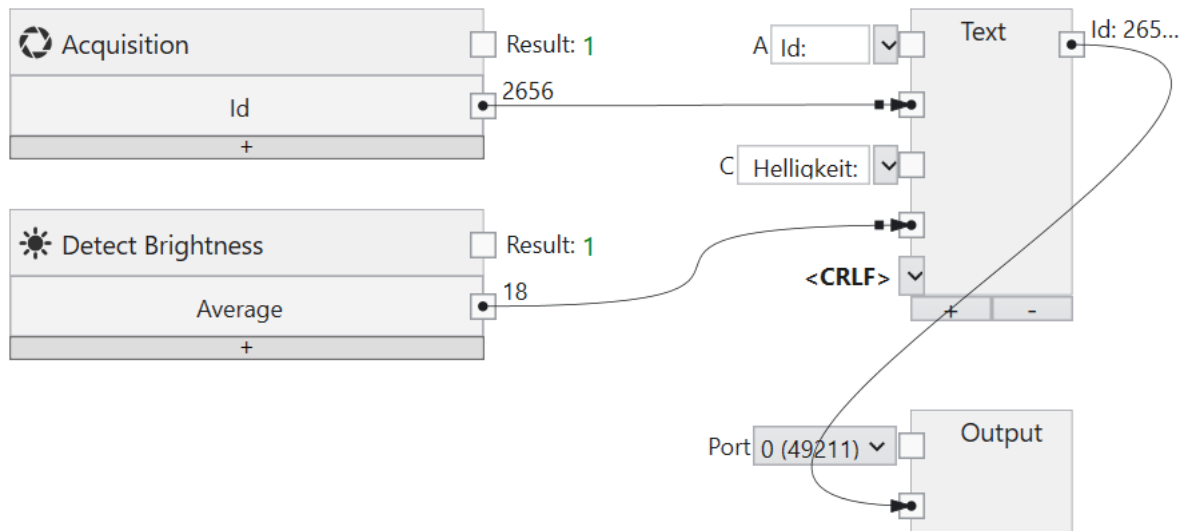 Acquisition
Result: 1
Id
2656
+
Detect Brightness
Result: 1
Average
18
+
A Id:
C Helligkeit:
<CRLF>
Text
Id: 265...
+ -
Port 0 (49211)
Output